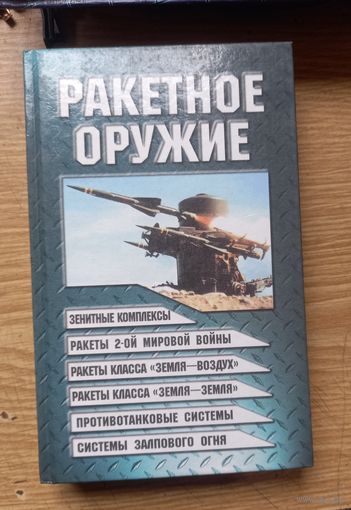 РАКЕТНОЕ
ОРУЖИЕ
ЗЕНИТНЫЕ КОМПЛЕКСЫ
РАКЕТЫ 2-ОЙ МИРОВОЙ ВОЙНЫ
РАКЕТЫ КЛАССА «ЗЕМЛЯ—ВОЗДУХ»
РАКЕТЫ КЛАССА «ЗЕМЛЯ—ЗЕМЛЯ»
ПРОТИВОТАНКОВЫЕ СИСТЕМЫ
СИСТЕМЫ ЗАЛПОВОГО ОГНЯ